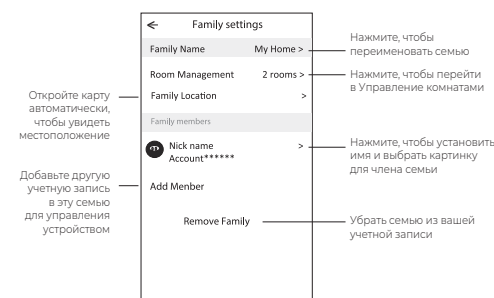 Family settings
Family Name My Home >
Room Management 2 rooms >
Family Location >
Family members
Nick name >
Account******
Add Menber
Remove Family
Откройте карту
автоматически,
чтобы увидеть
местоположение
Добавьте другую
учетную запись
в эту семью
для управления
устройством
Нажмите, чтобы
переименовать семью
Нажмите, чтобы перейти
в Управление комнатами
Нажмите, чтобы установить
имя и выбрать картинку
для члена семьи
Убрать семью из вашей
учетной записи